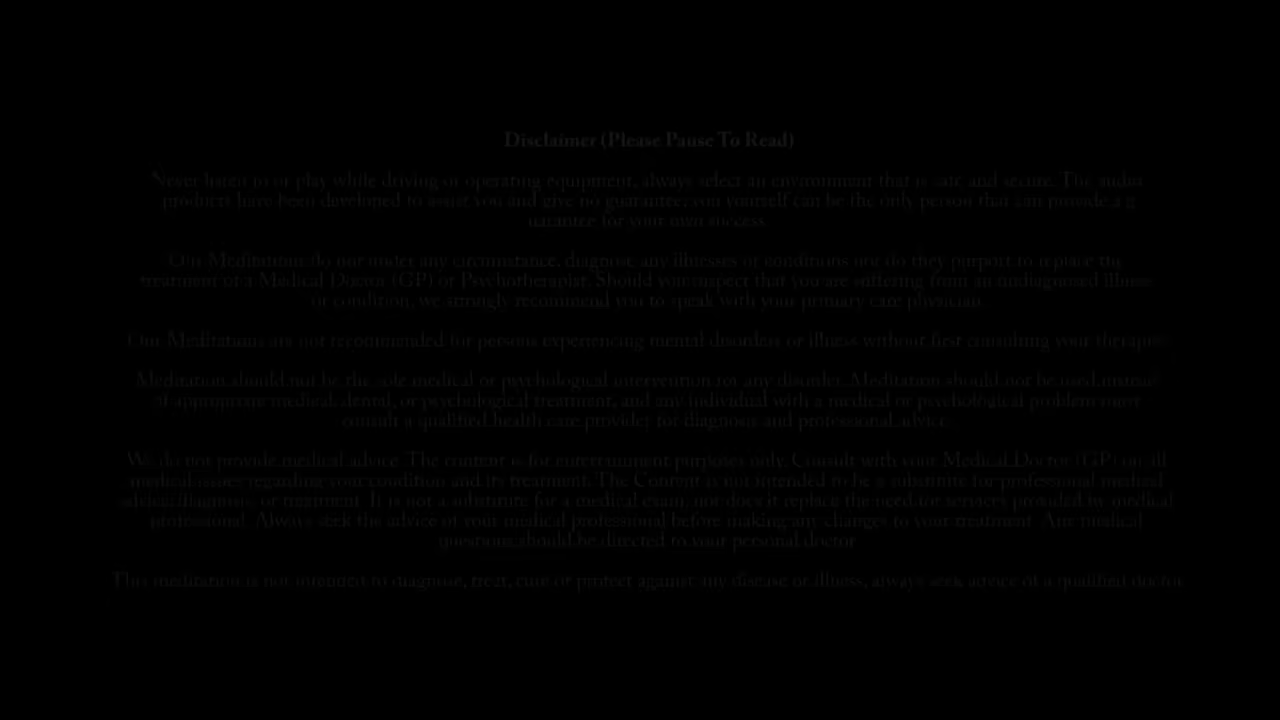 Disclaimer (Please Pause To Read)
Never listen to or play while driving or operating equipment, always select an environment that is safe and secure. The audio
products have been developed to assist you and give no guarantee; you yourself can be the only person that can provide a g
uarantee for your own success.
Our Meditations do not under any circumstance, diagnose any illnesses or conditions nor do they purport to replace the
treatment of a Medical Doctor (GP) or Psychotherapist. Should you suspect that you are suffering from an undiagnosed illness
or condition, we strongly recommend you to speak with your primary care physician.
Our Meditations are not recommended for persons experiencing mental disorders or illness without first consulting your therapist.
Meditation should not be the sole medical or psychological intervention for any disorder. Meditation should not be used instead
of appropriate medical, dental, or psychological treatment, and any individual with a medical or psychological problem must
consult a qualified health care provider for diagnosis and professional advice.
We do not provide medical advice. The content is for entertainment purposes only. Consult with your Medical Doctor (GP) on all
medical issues regarding your condition and its treatment. The Content is not intended to be a substitute for professional medical
advice, diagnosis, or treatment. It is not a substitute for a medical exam, nor does it replace the need for services provided by medical
professional. Always seek the advice of your medical professional before making any changes to your treatment. Any medical
questions should be directed to your personal doctor.
This meditation is not intended to diagnose, treat, cure or protect against any disease or illness, always seek advice of a qualified doctor.